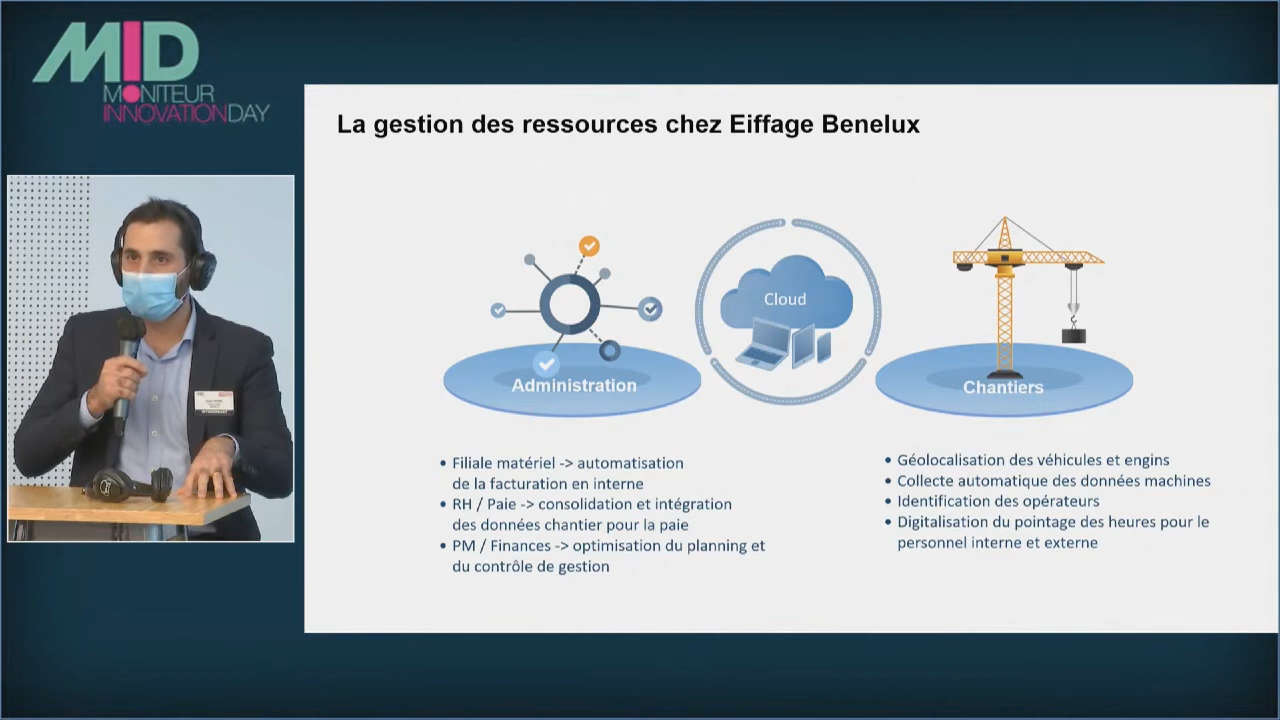 MID
MONITEUR
INNOVATIONDAY
La gestion des ressources chez Eiffage Benelux
Administration
Cloud
Chantiers
• Filiale matériel -> automatisation
de la facturation en interne
• RH / Paie -> consolidation et intégration
des données chantier pour la paie
• PM / Finances -> optimisation du planning et
du contrôle de gestion
• Géolocalisation des véhicules et engins
• Collecte automatique des données machines
• Identification des opérateurs
• Digitalisation du pointage des heures pour le
personnel interne et externe